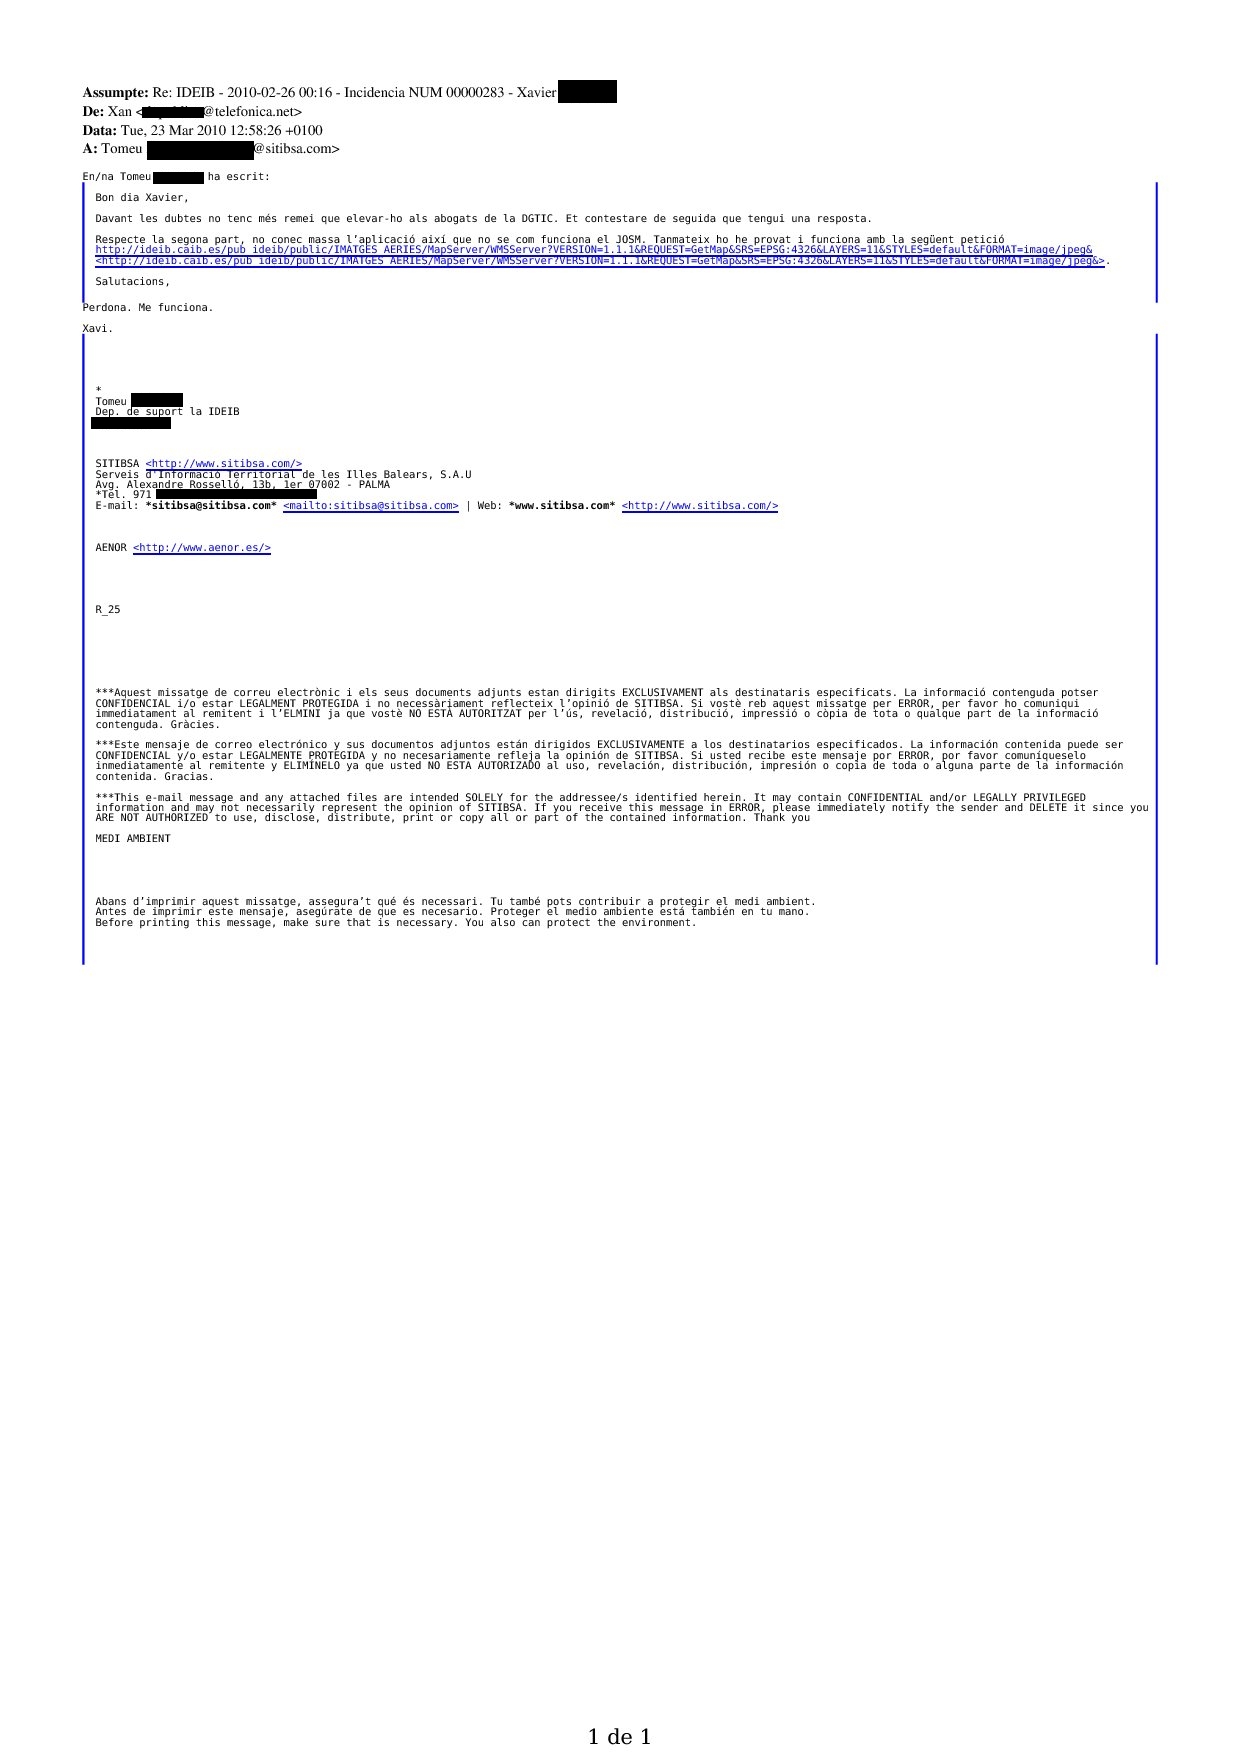 Assumpte: Re: IDEIB - 2010-02-26 00:16 - Incidencia NUM 00000283 - Xavier
De: Xan < @telefonica.net>
Data: Tue, 23 Mar 2010 12:58:26 +0100
A: Tomeu @sitibsa.com>
En/na Tomeu ha escrit:
Bon dia Xavier,
Davant les dubtes no tenc més remei que elevar-ho als abogats de la DGTIC. Et contestare de seguida que tengui una resposta.
Respecte la segona part, no conec massa l'aplicació així que no se com funciona el JOSM. Tanmateix ho he provat i funciona amb la següent petició
http://ideib.caib.es/pub_ideib/public/IMATGES_AERIES/MapServer/WMSServer?VERSION=1.1.1&REQUEST=GetMap&SRS=EPSG:4326&LAYERS=11&STYLES=default&FORMAT=image/jpeg&
<http://ideib.caib.es/pub_ideib/public/IMATGES_AERIES/MapServer/WMSServer?VERSION=1.1.1&REQUEST=GetMap&SRS=EPSG:4326&LAYERS=11&STYLES=default&FORMAT=image/jpeg&>.
Salutacions,
Perdona. Me funciona.
Xavi.
*
Tomeu
Dep. de suport la IDEIB
SITIBSA <http://www.sitibsa.com/>
Serveis d'Informació Territorial de les Illes Balears, S.A.U
Avg. Alexandre Rosselló, 13b, 1er 07002 - PALMA
*Tel. 971
E-mail: *sitibsa@sitibsa.com* <mailto:sitibsa@sitibsa.com> | Web: *www.sitibsa.com* <http://www.sitibsa.com/>
AENOR <http://www.aenor.es/>
R_25
***Aquest missatge de correu electrònic i els seus documents adjunts estan dirigits EXCLUSIVAMENT als destinataris especificats. La informació contenguda potser
CONFIDENCIAL i/o estar LEGALMENT PROTEGIDA i no necessàriament reflecteix l'opinió de SITIBSA. Si vostè reb aquest missatge per ERROR, per favor ho comuniqui
immediatament al remitent i l'ELMINI ja que vostè NO ESTÀ AUTORITZAT per l'ús, revelació, distribució, impressió o còpia de tota o qualque part de la informació
contenguda. Gràcies.
***Este mensaje de correo electrónico y sus documentos adjuntos están dirigidos EXCLUSIVAMENTE a los destinatarios especificados. La información contenida puede ser
CONFIDENCIAL y/o estar LEGALMENTE PROTEGIDA y no necesariamente refleja la opinión de SITIBSA. Si usted recibe este mensaje por ERROR, por favor comuníqueselo
inmediatamente al remitente y ELIMÍNELO ya que usted NO ESTÁ AUTORIZADO al uso, revelación, distribución, impresión o copia de toda o alguna parte de la información
contenida. Gracias.
***This e-mail message and any attached files are intended SOLELY for the addressee/s identified herein. It may contain CONFIDENTIAL and/or LEGALLY PRIVILEGED
information and may not necessarily represent the opinion of SITIBSA. If you receive this message in ERROR, please immediately notify the sender and DELETE it since you
ARE NOT AUTHORIZED to use, disclose, distribute, print or copy all or part of the contained information. Thank you
MEDI AMBIENT
Abans d'imprimir aquest missatge, assegura't qué és necessari. Tu també pots contribuir a protegir el medi ambient.
Antes de imprimir este mensaje, asegúrate de que es necesario. Proteger el medio ambiente está también en tu mano.
Before printing this message, make sure that is necessary. You also can protect the environment.
1 de 1